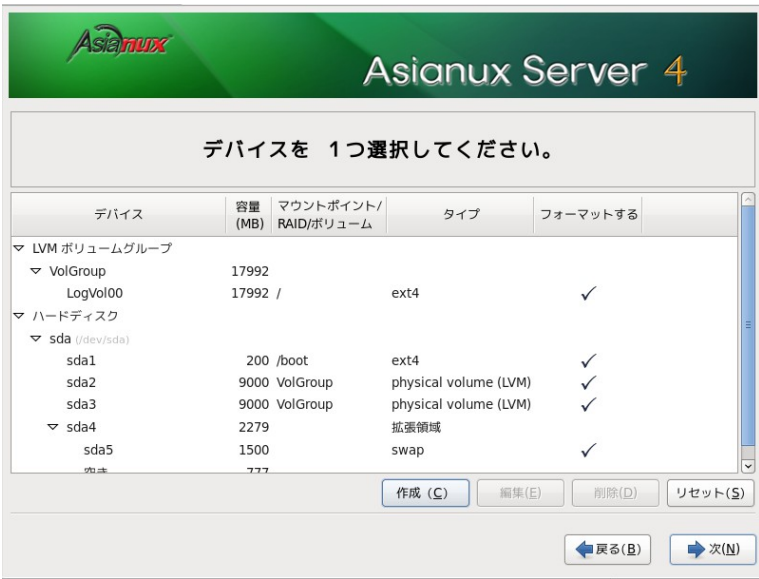 Asianux
Asianux Server 4
デバイスを 1つ選択してください。
デバイス 容量 (MB) マウントポイント/ RAID/ボリューム タイプ フォーマットする
LVM ボリュームグループ
VolGroup 17992
LogVol00 17992 / ext4 ✓
ハードディスク
sda (/dev/sda)
sda1 200 /boot ext4 ✓
sda2 9000 VolGroup physical volume (LVM) ✓
sda3 9000 VolGroup physical volume (LVM) ✓
sda4 2279 拡張領域
sda5 1500 swap ✓
空き 777
作成 (C) 編集(E) 削除(D) リセット(S)
戻る(B) 次(N)